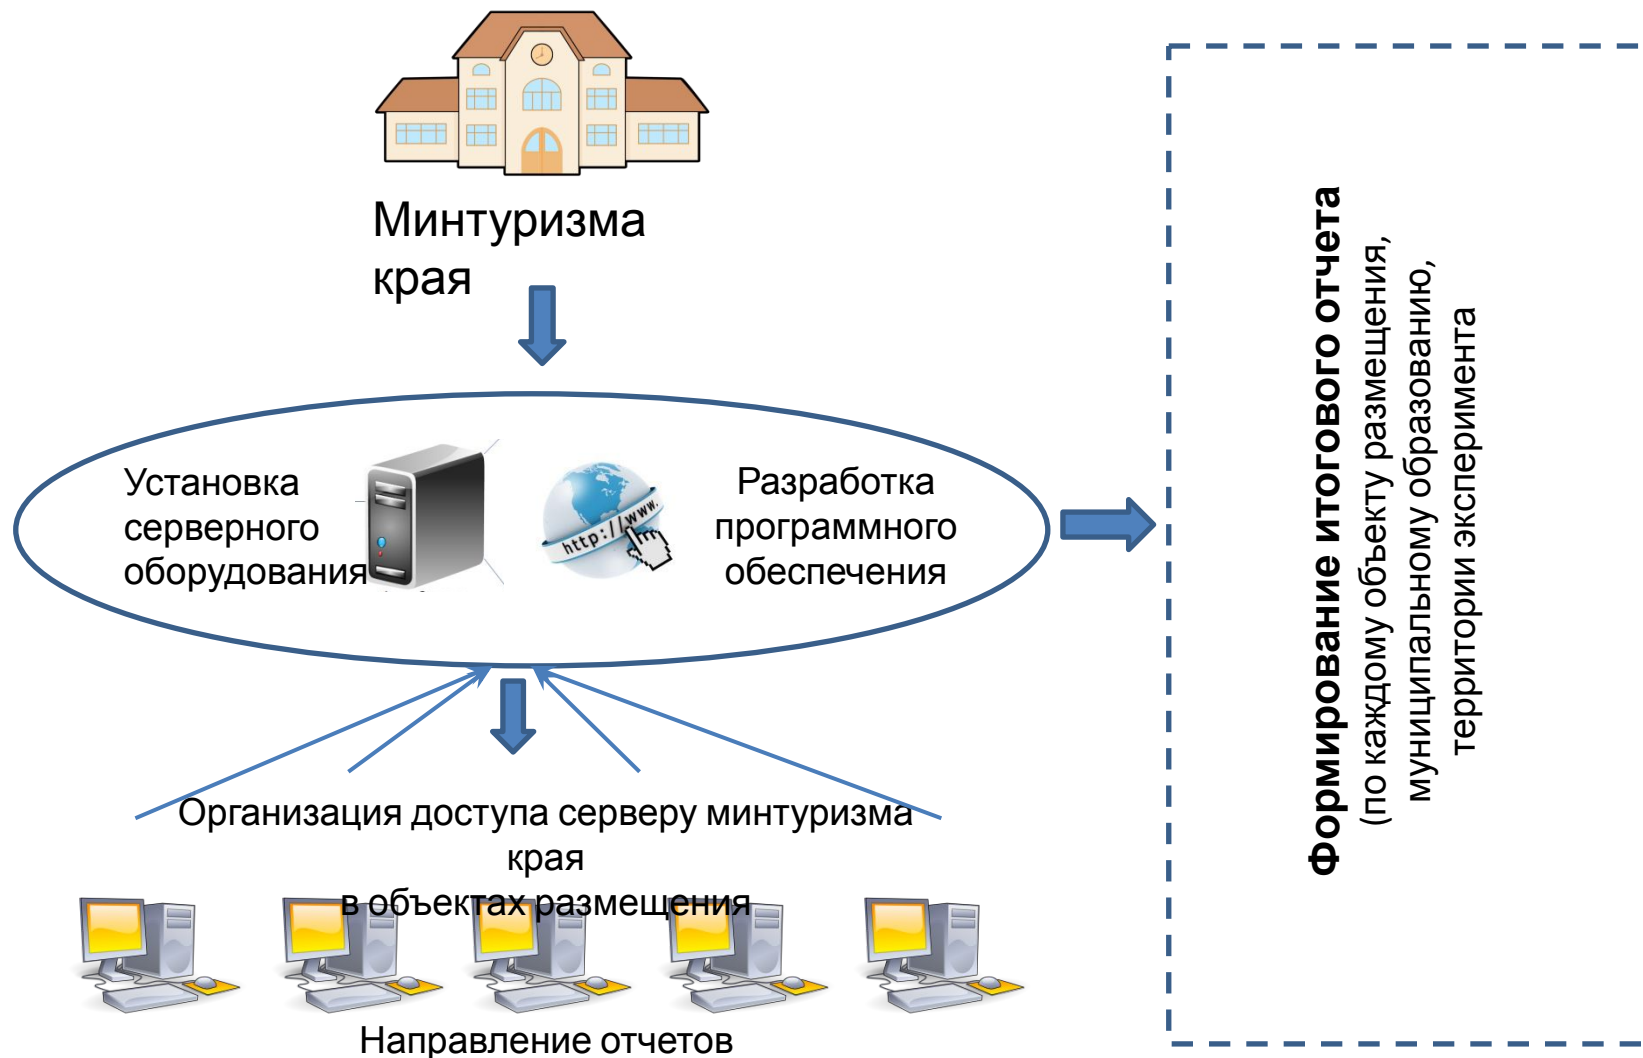 Минтуризма
края
Установка
серверного
оборудования
http://www.
Разработка
программного
обеспечения
Организация доступа серверу минтуризма
края
в объектах размещения
Направление отчетов
Формирование итогового отчета
(по каждому объекту размещения,
муниципальному образованию,
территории эксперимента